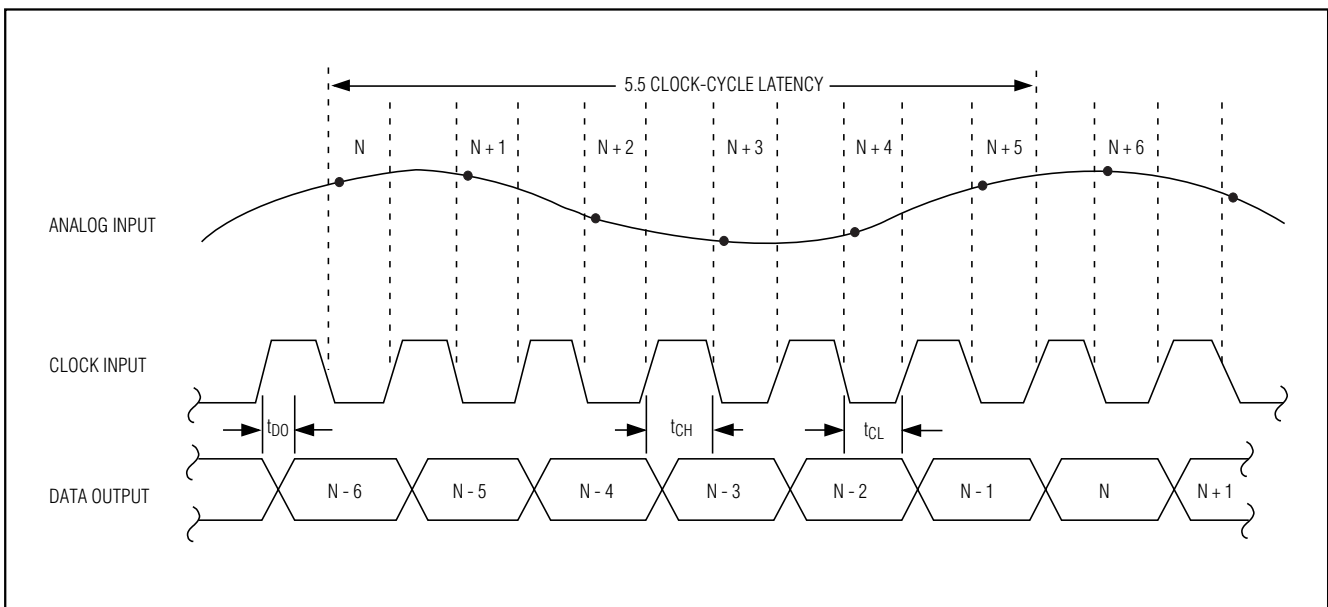 5.5 CLOCK-CYCLE LATENCY
N N + 1 N + 2 N + 3 N + 4 N + 5 N + 6
ANALOG INPUT
CLOCK INPUT
tDO tCH tCL
DATA OUTPUT N - 6 N - 5 N - 4 N - 3 N - 2 N - 1 N N + 1